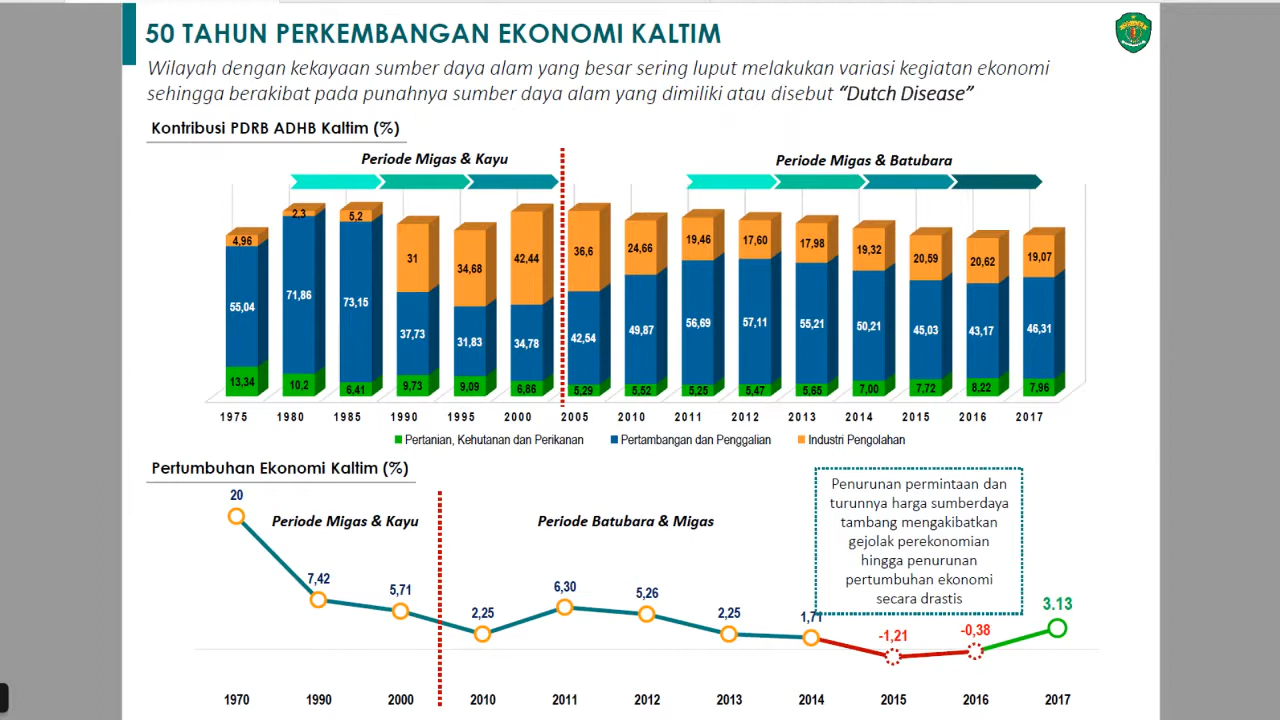 50 TAHUN PERKEMBANGAN EKONOMI KALTIM
Wilayah dengan kekayaan sumber daya alam yang besar sering luput melakukan variasi kegiatan ekonomi
sehingga berakibat pada punahnya sumber daya alam yang dimiliki atau disebut “Dutch Disease”
Kontribusi PDRB ADHB Kaltim (%)
Periode Migas & Kayu
Periode Migas & Batubara
4,96 2,3 5,2 31 34,68 42,44 36,6 24,66 19,46 17,60 17,98 19,32 20,59 20,62 19,07
55,04 71,86 73,15 37,73 31,83 34,78 42,54 49,87 56,69 57,11 55,21 50,21 45,03 43,17 46,31
13,34 10,2 6,41 9,73 9,09 6,86 5,29 5,52 5,25 5,47 5,65 7,00 7,72 8,22 7,96
1975 1980 1985 1990 1995 2000 2005 2010 2011 2012 2013 2014 2015 2016 2017
Pertanian, Kehutanan dan Perikanan Pertambangan dan Penggalian Industri Pengolahan
Pertumbuhan Ekonomi Kaltim (%)
Periode Migas & Kayu
Periode Batubara & Migas
Penurunan permintaan dan
turunnya harga sumberdaya
tambang mengakibatkan
gejolak perekonomian
hingga penurunan
pertumbuhan ekonomi
secara drastis
20 7,42 5,71 2,25 6,30 5,26 2,25 1,71 -1,21 -0,38 3.13
1970 1990 2000 2010 2011 2012 2013 2014 2015 2016 2017